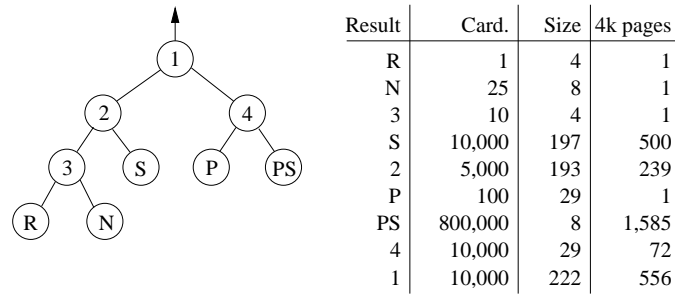 1
2
4
3
S
P
PS
R
N
Result Card. Size 4k pages
R 1 4 1
N 25 8 1
3 10 4 1
S 10,000 197 500
2 5,000 193 239
P 100 29 1
PS 800,000 8 1,585
4 10,000 29 72
1 10,000 222 556